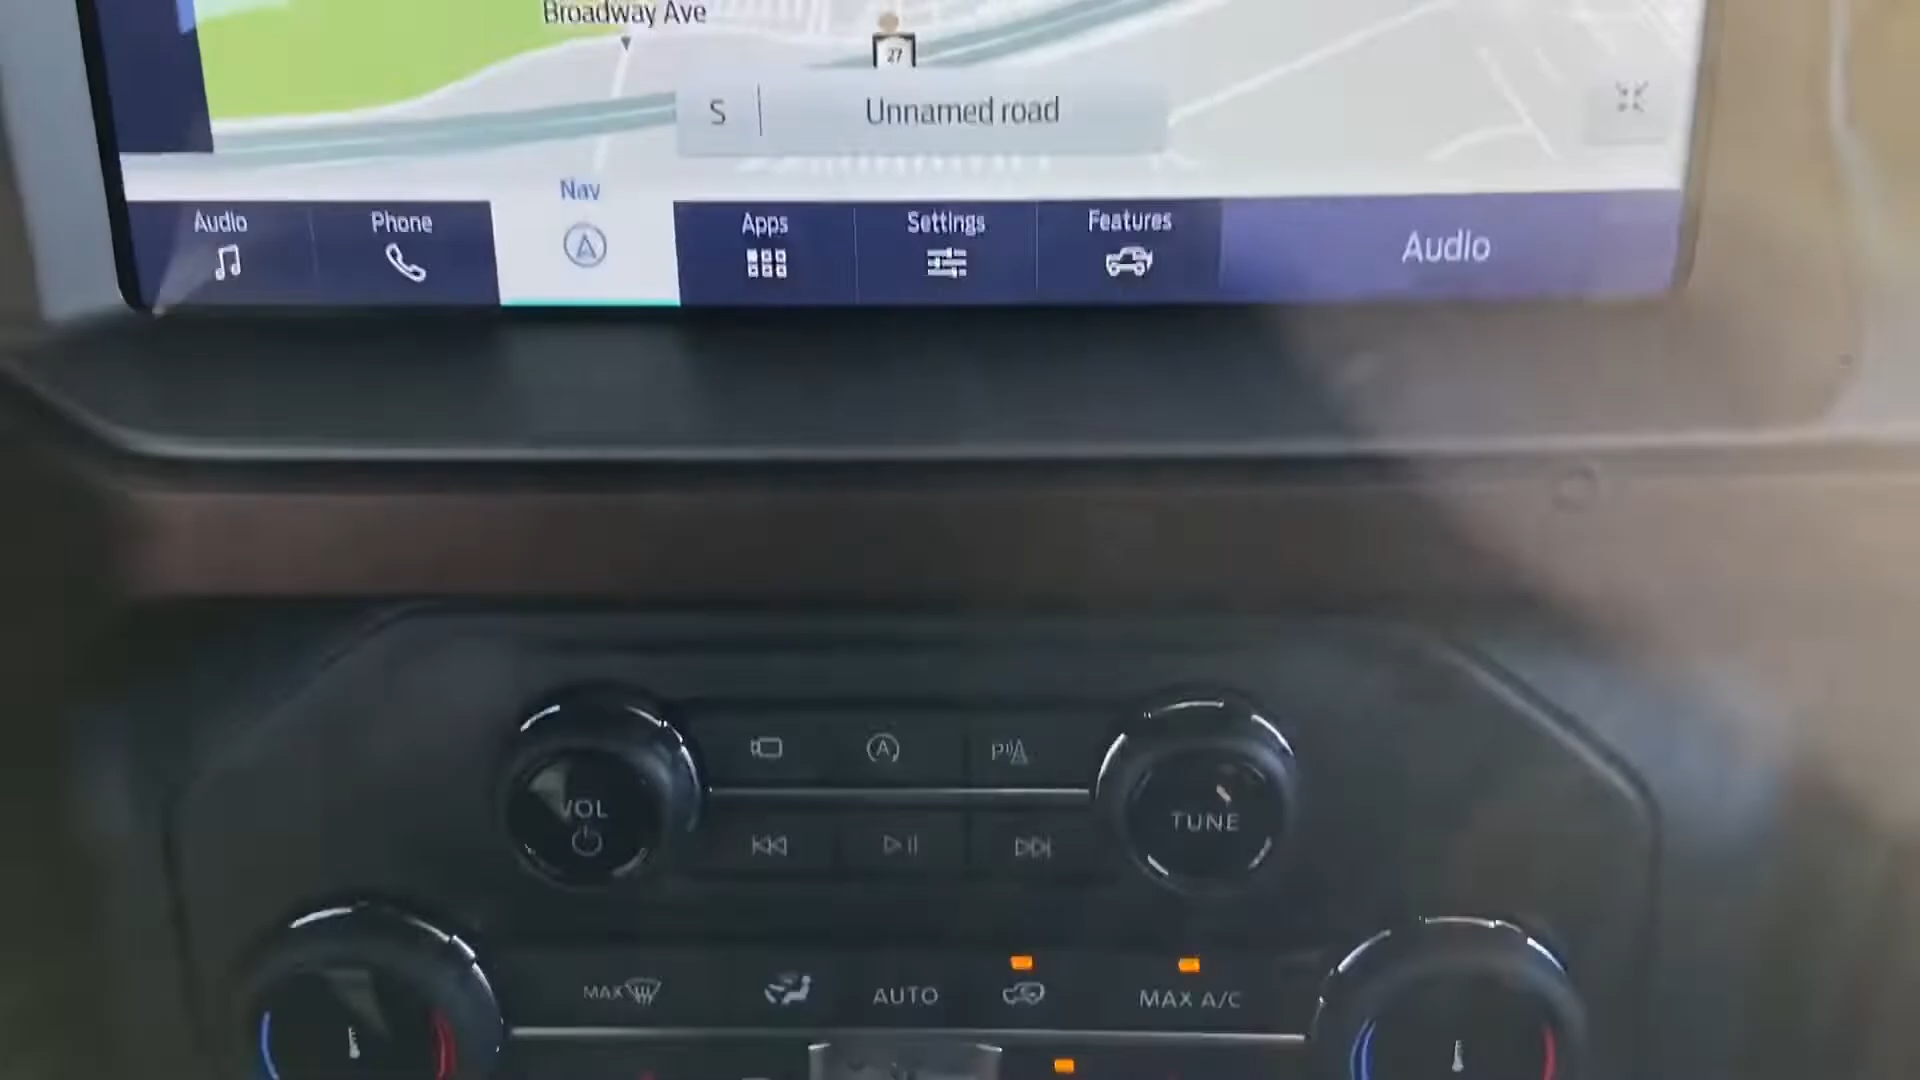 Broadway Ave
27
S
Unnamed road
Nav
Audio
Phone
Apps
Settings
Features
Audio
VOL
TUNE
MAX
AUTO
MAX A/C